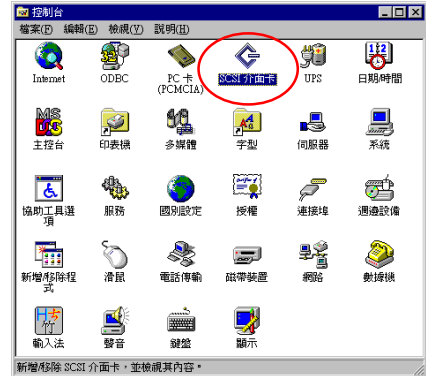 控制台
檔案(F) 編輯(E) 檢視(V) 說明(H)
Internet ODBC PC 卡 SCSI 介面卡 UPS 日期/時間
(PCMCIA)
MS
DOS
主控台 印表機 多媒體 字型 伺服器 系統
協助工具選 服務 國別設定 授權 連接埠 週邊設備
項
新增/移除程 滑鼠 電話傳輸 磁帶裝置 網路 數據機
式
輸入法 聲音 鍵盤 顯示
新增/移除 SCSI 介面卡，並檢視其內容。